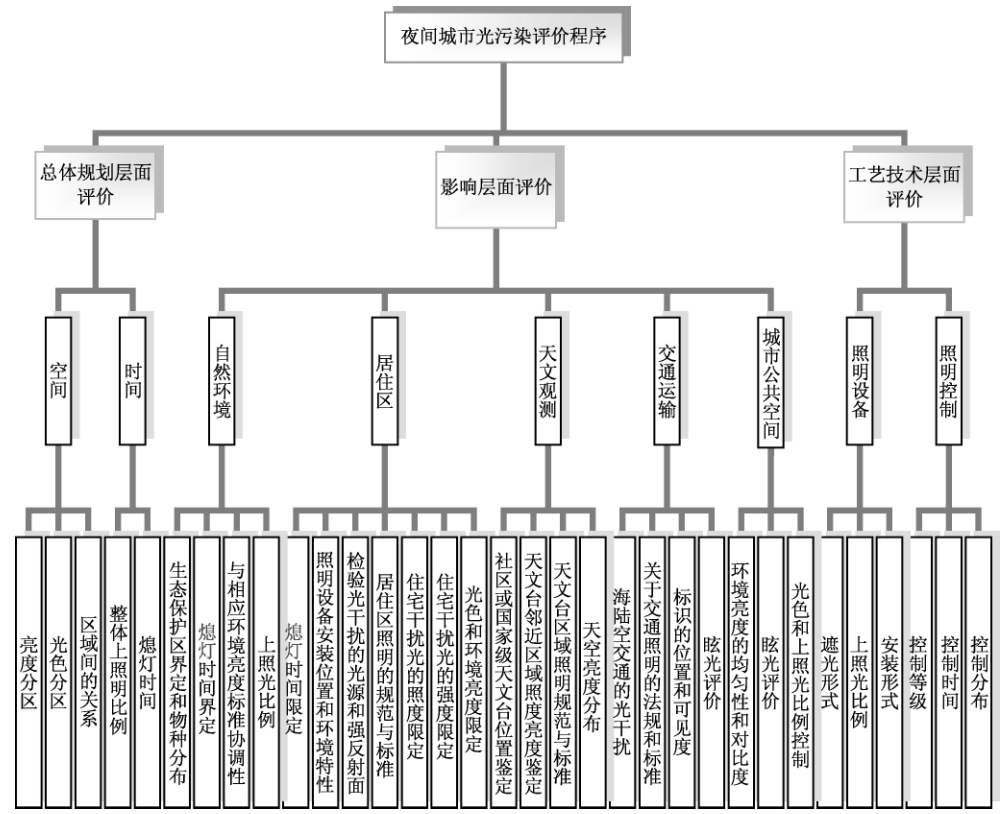 夜间城市光污染评价程序
总体规划层面
评价
影响层面评价
工艺技术层面
评价
空间
时间
自然环境
居住区
天文观测
交通运输
城市公共空间
照明设备
照明控制
亮度分区
光色分区
区域间的关系
整体上照明比例
熄灯时间
生态保护区界定和物种分布
熄灯时间界定
与相应环境亮度标准协调性
上照光比例
熄灯时间限定
照明设备安装位置和环境特性
检验光干扰的光源和强反射面
居住区照明的规范与标准
住宅干扰光的照度限定
住宅干扰光的强度限定
光色和环境亮度限定
社区或国家级天文台位置鉴定
天文台邻近区域照度亮度鉴定
天文台区域照明规范与标准
天空亮度分布
海陆空交通的光干扰
关于交通照明的法规和标准
标识的位置和可见度
眩光评价
环境亮度的均匀性和对比度
眩光评价
光色和上照光比例控制
遮光形式
上照光比例
安装形式
控制等级
控制时间
控制分布